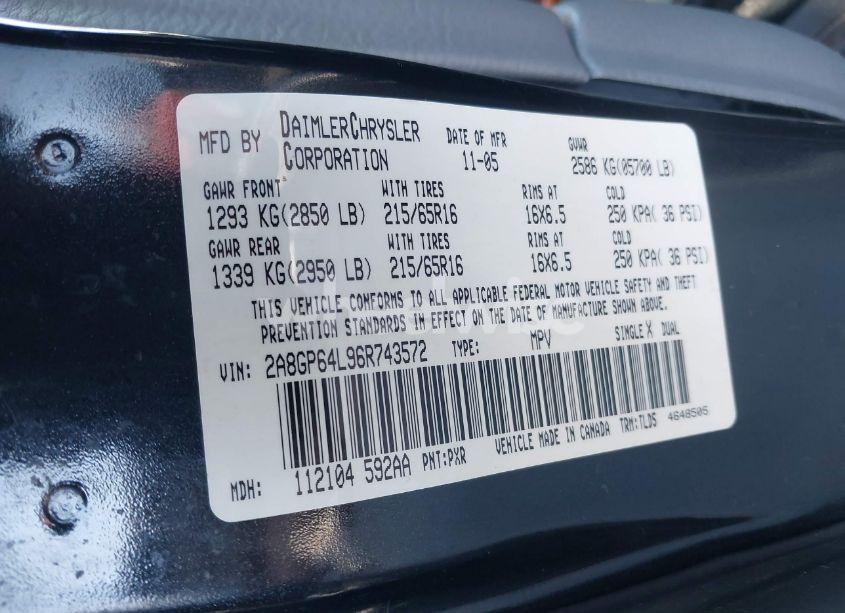 MFD BY DAIMLERCHRYSLER CORPORATION DATE OF MFR 11-05 GVWR 2586 KG(05700 LB)
GAWR FRONT WITH TIRES RIMS AT COLD
1293 KG(2850 LB) 215/65R16 16X6.5 250 KPA( 36 PSI)
GAWR REAR WITH TIRES RIMS AT COLD
1339 KG(2950 LB) 215/65R16 16X6.5 250 KPA( 36 PSI)
THIS VEHICLE CONFORMS TO ALL APPLICABLE FEDERAL MOTOR VEHICLE SAFETY AND THEFT
PREVENTION STANDARDS IN EFFECT ON THE DATE OF MANUFACTURE SHOWN ABOVE.
VIN: 2A8GP64L96R743572 TYPE: MPV SINGLE X DUAL
MDH: 112104 592AA PNT:PXR VEHICLE MADE IN CANADA TRM:TLDS 4648505